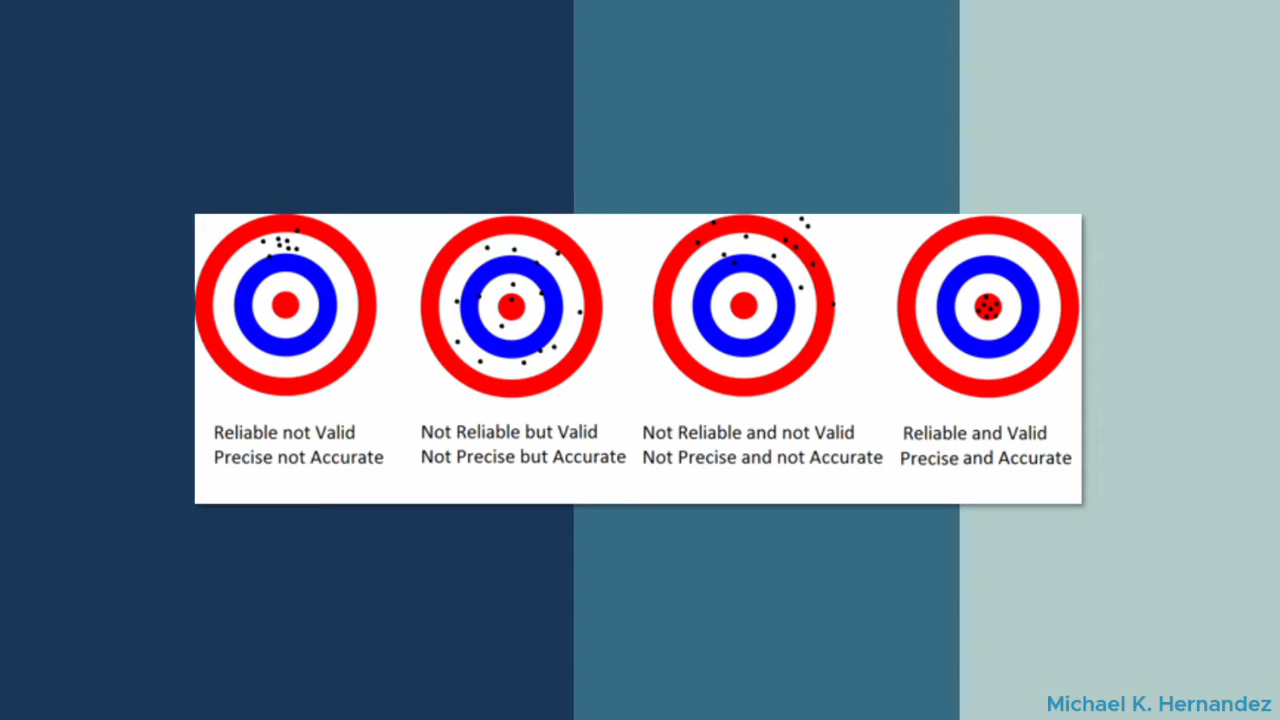 Reliable not Valid
Precise not Accurate
Not Reliable but Valid
Not Precise but Accurate
Not Reliable and not Valid
Not Precise and not Accurate
Reliable and Valid
Precise and Accurate
Michael K. Hernandez